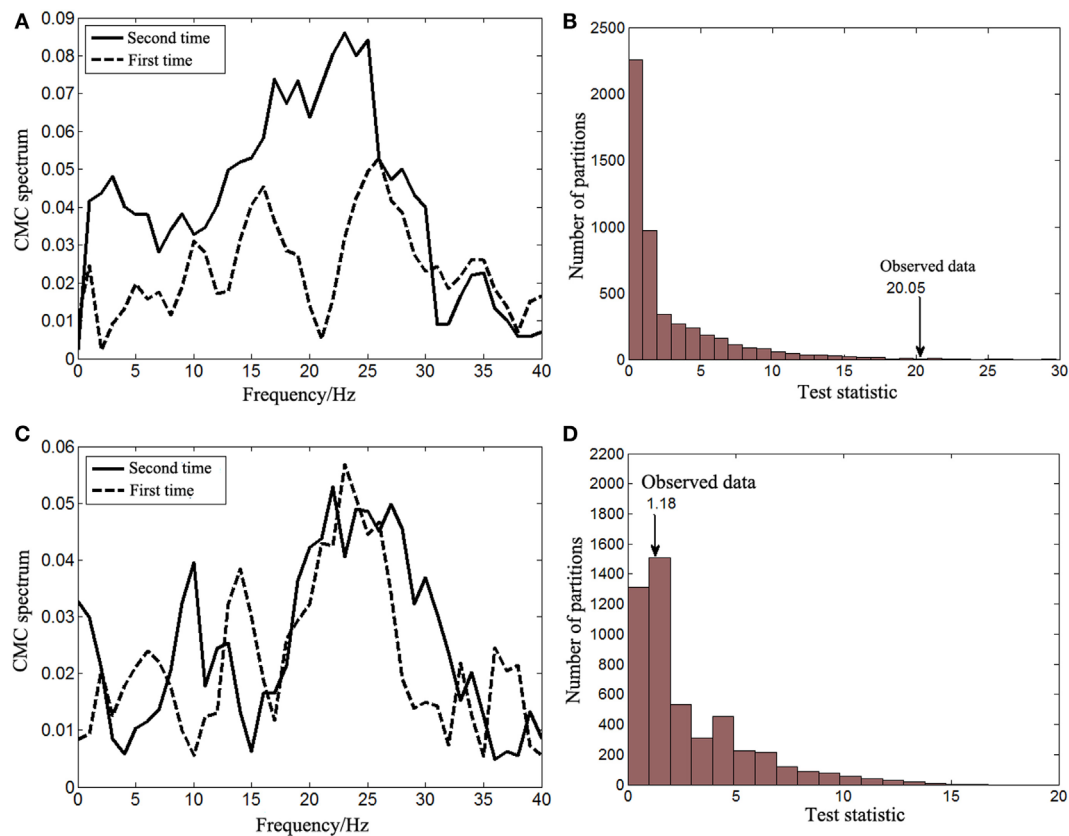 A
0.09
0.08
0.07
0.06
0.05
0.04
0.03
0.02
0.01
0
CMC spectrum
Second time
First time
0 5 10 15 20 25 30 35 40
Frequency/Hz
B
2500
2000
1500
1000
500
0
Number of partitions
Observed data
20.05
0 5 10 15 20 25 30
Test statistic
C
0.06
0.05
0.04
0.03
0.02
0.01
0
CMC spectrum
Second time
First time
0 5 10 15 20 25 30 35 40
Frequency/Hz
D
2200
2000
1800
1600
1400
1200
1000
800
600
400
200
0
Number of partitions
Observed data
1.18
0 5 10 15 20
Test statistic